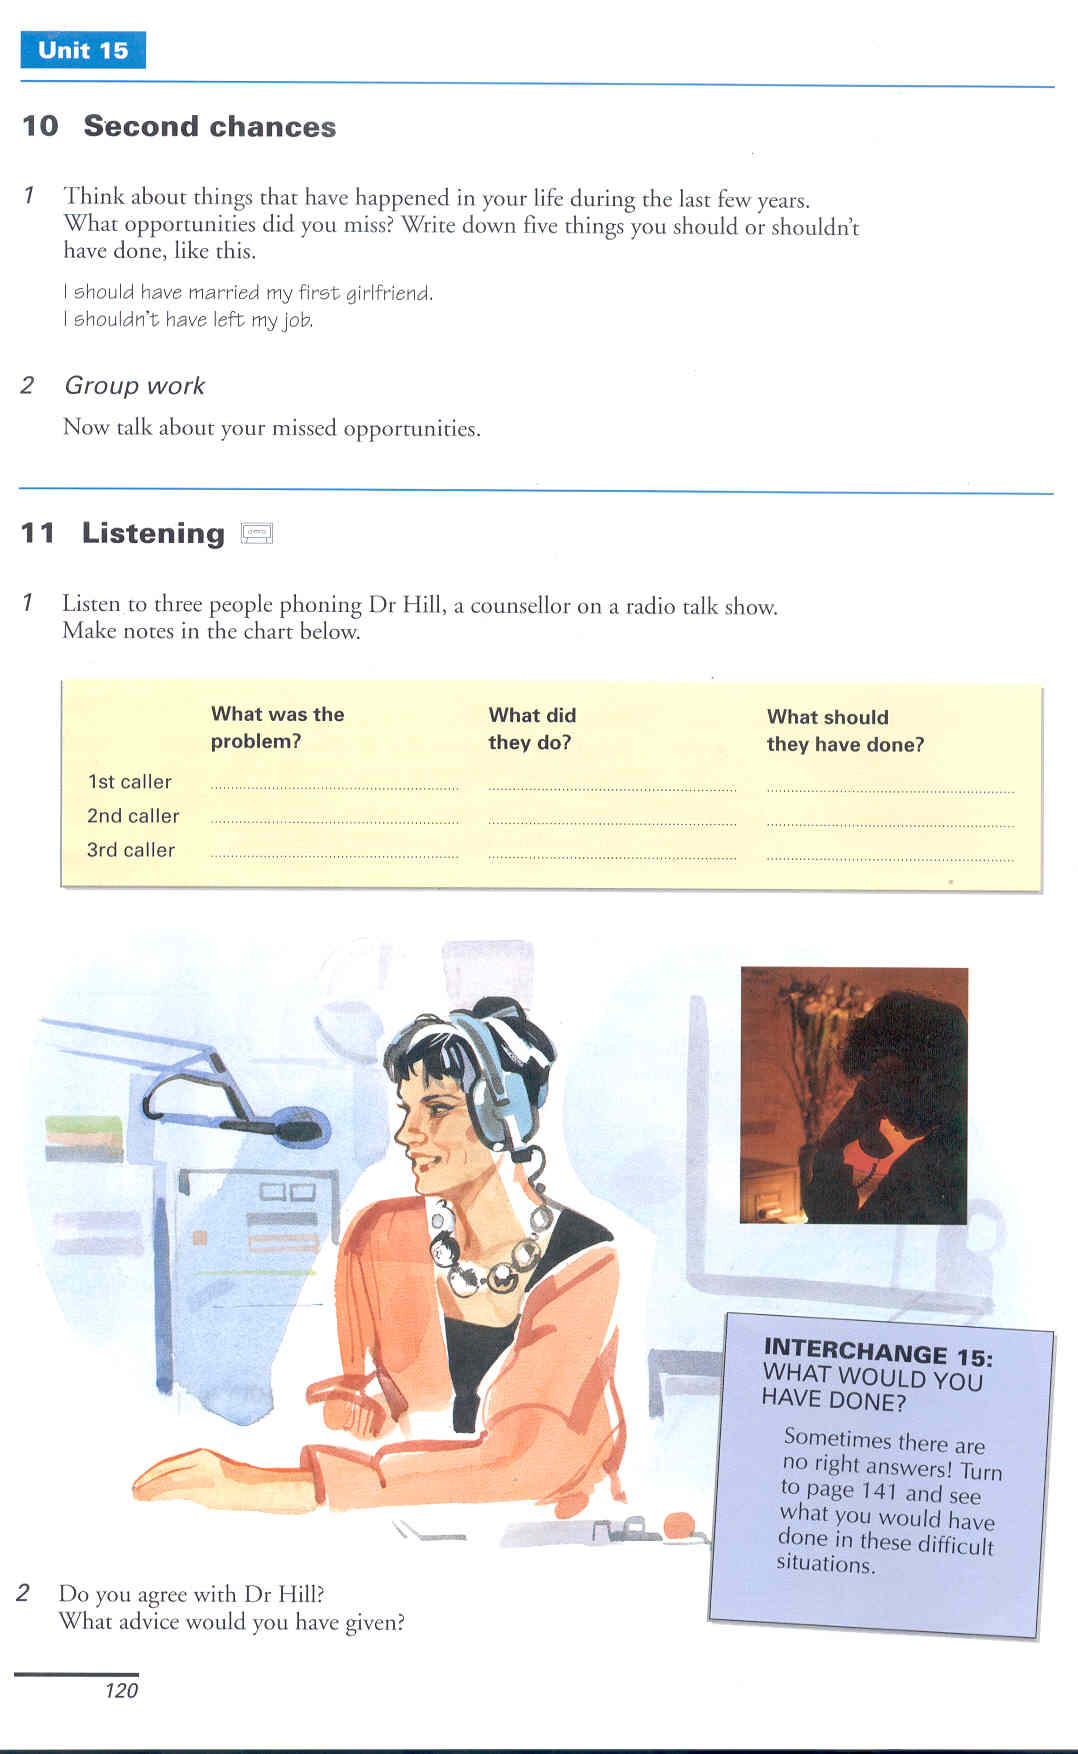 Unit 15
10 Second chances
1 Think about things that have happened in your life during the last few years.
What opportunities did you miss? Write down five things you should or shouldn't
have done, like this.
I should have married my first girlfriend.
I shouldn't have left my job.
2 Group work
Now talk about your missed opportunities.
11 Listening
1 Listen to three people phoning Dr Hill, a counsellor on a radio talk show.
Make notes in the chart below.
What was the What did What should
problem? they do? they have done?
1st caller
2nd caller
3rd caller
INTERCHANGE 15:
WHAT WOULD YOU
HAVE DONE?
Sometimes there are
no right answers! Turn
to page 141 and see
what you would have
done in these difficult
situations.
2 Do you agree with Dr Hill?
What advice would you have given?
120